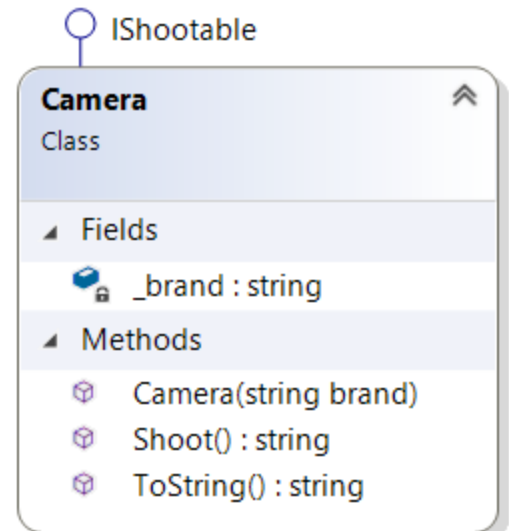 IShootable
Camera
Class
Fields
_brand : string
Methods
Camera(string brand)
Shoot() : string
ToString() : string